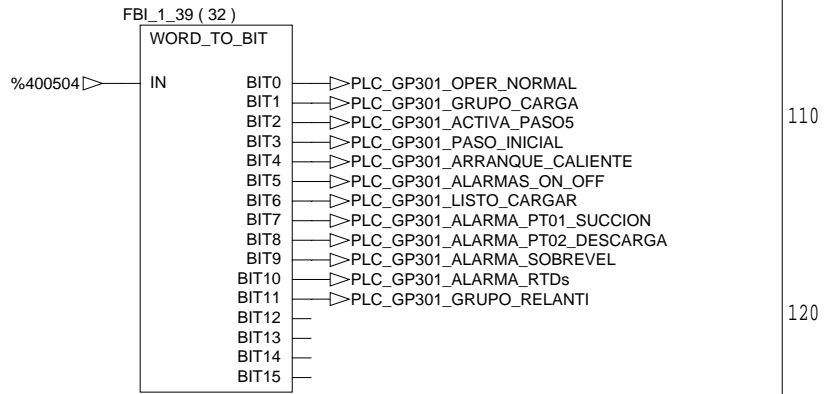 FBI_1_39 ( 32 )
WORD_TO_BIT
%400504 IN BIT0 PLC_GP301_OPER_NORMAL
BIT1 PLC_GP301_GRUPO_CARGA
BIT2 PLC_GP301_ACTIVA_PASO5 110
BIT3 PLC_GP301_PASO_INICIAL
BIT4 PLC_GP301_ARRANQUE_CALIENTE
BIT5 PLC_GP301_ALARMAS_ON_OFF
BIT6 PLC_GP301_LISTO_CARGAR
BIT7 PLC_GP301_ALARMA_PT01_SUCCION
BIT8 PLC_GP301_ALARMA_PT02_DESCARGA
BIT9 PLC_GP301_ALARMA_SOBREVEL
BIT10 PLC_GP301_ALARMA_RTDs
BIT11 PLC_GP301_GRUPO_RELANTI
BIT12 120
BIT13
BIT14
BIT15